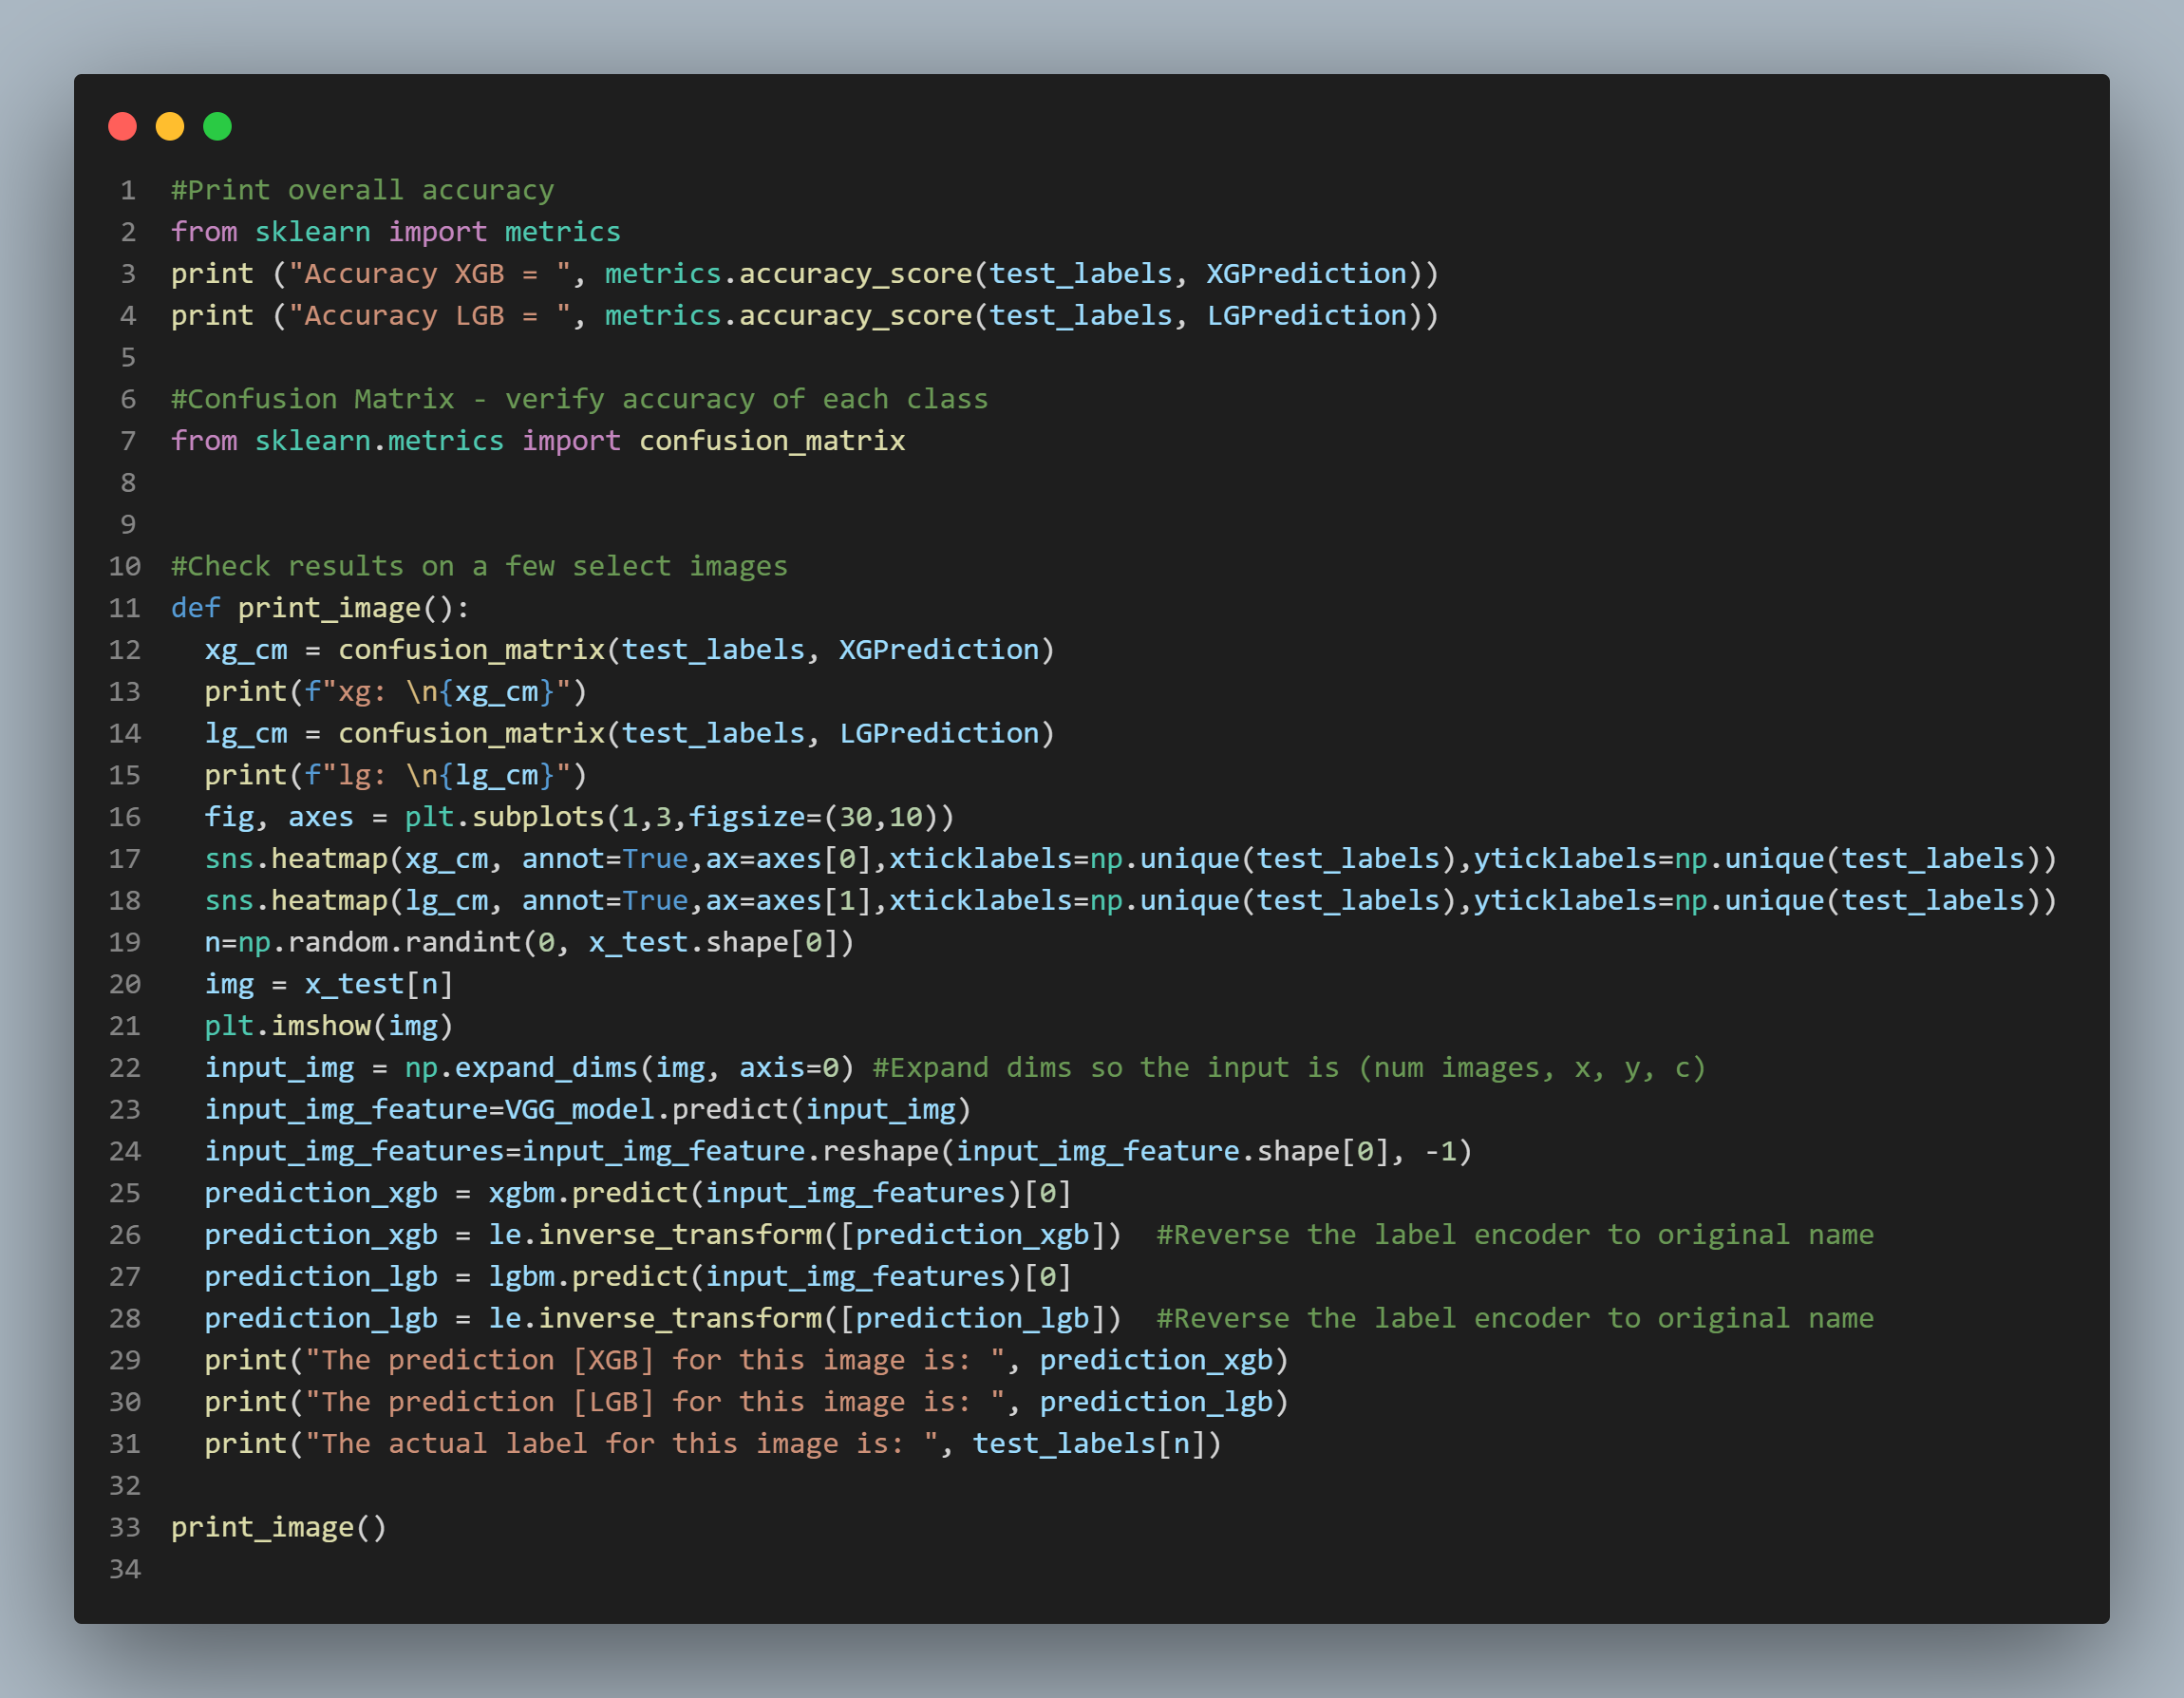 1 #Print overall accuracy
2 from sklearn import metrics
3 print ("Accuracy XGB = ", metrics.accuracy_score(test_labels, XGPrediction))
4 print ("Accuracy LGB = ", metrics.accuracy_score(test_labels, LGPrediction))
5
6 #Confusion Matrix - verify accuracy of each class
7 from sklearn.metrics import confusion_matrix
8
9
10 #Check results on a few select images
11 def print_image():
12   xg_cm = confusion_matrix(test_labels, XGPrediction)
13   print(f"xg: \n{xg_cm}")
14   lg_cm = confusion_matrix(test_labels, LGPrediction)
15   print(f"lg: \n{lg_cm}")
16   fig, axes = plt.subplots(1,3,figsize=(30,10))
17   sns.heatmap(xg_cm, annot=True,ax=axes[0],xticklabels=np.unique(test_labels),yticklabels=np.unique(test_labels))
18   sns.heatmap(lg_cm, annot=True,ax=axes[1],xticklabels=np.unique(test_labels),yticklabels=np.unique(test_labels))
19   n=np.random.randint(0, x_test.shape[0])
20   img = x_test[n]
21   plt.imshow(img)
22   input_img = np.expand_dims(img, axis=0) #Expand dims so the input is (num images, x, y, c)
23   input_img_feature=VGG_model.predict(input_img)
24   input_img_features=input_img_feature.reshape(input_img_feature.shape[0], -1)
25   prediction_xgb = xgbm.predict(input_img_features)[0]
26   prediction_xgb = le.inverse_transform([prediction_xgb])  #Reverse the label encoder to original name
27   prediction_lgb = lgbm.predict(input_img_features)[0]
28   prediction_lgb = le.inverse_transform([prediction_lgb])  #Reverse the label encoder to original name
29   print("The prediction [XGB] for this image is: ", prediction_xgb)
30   print("The prediction [LGB] for this image is: ", prediction_lgb)
31   print("The actual label for this image is: ", test_labels[n])
32
33 print_image()
34